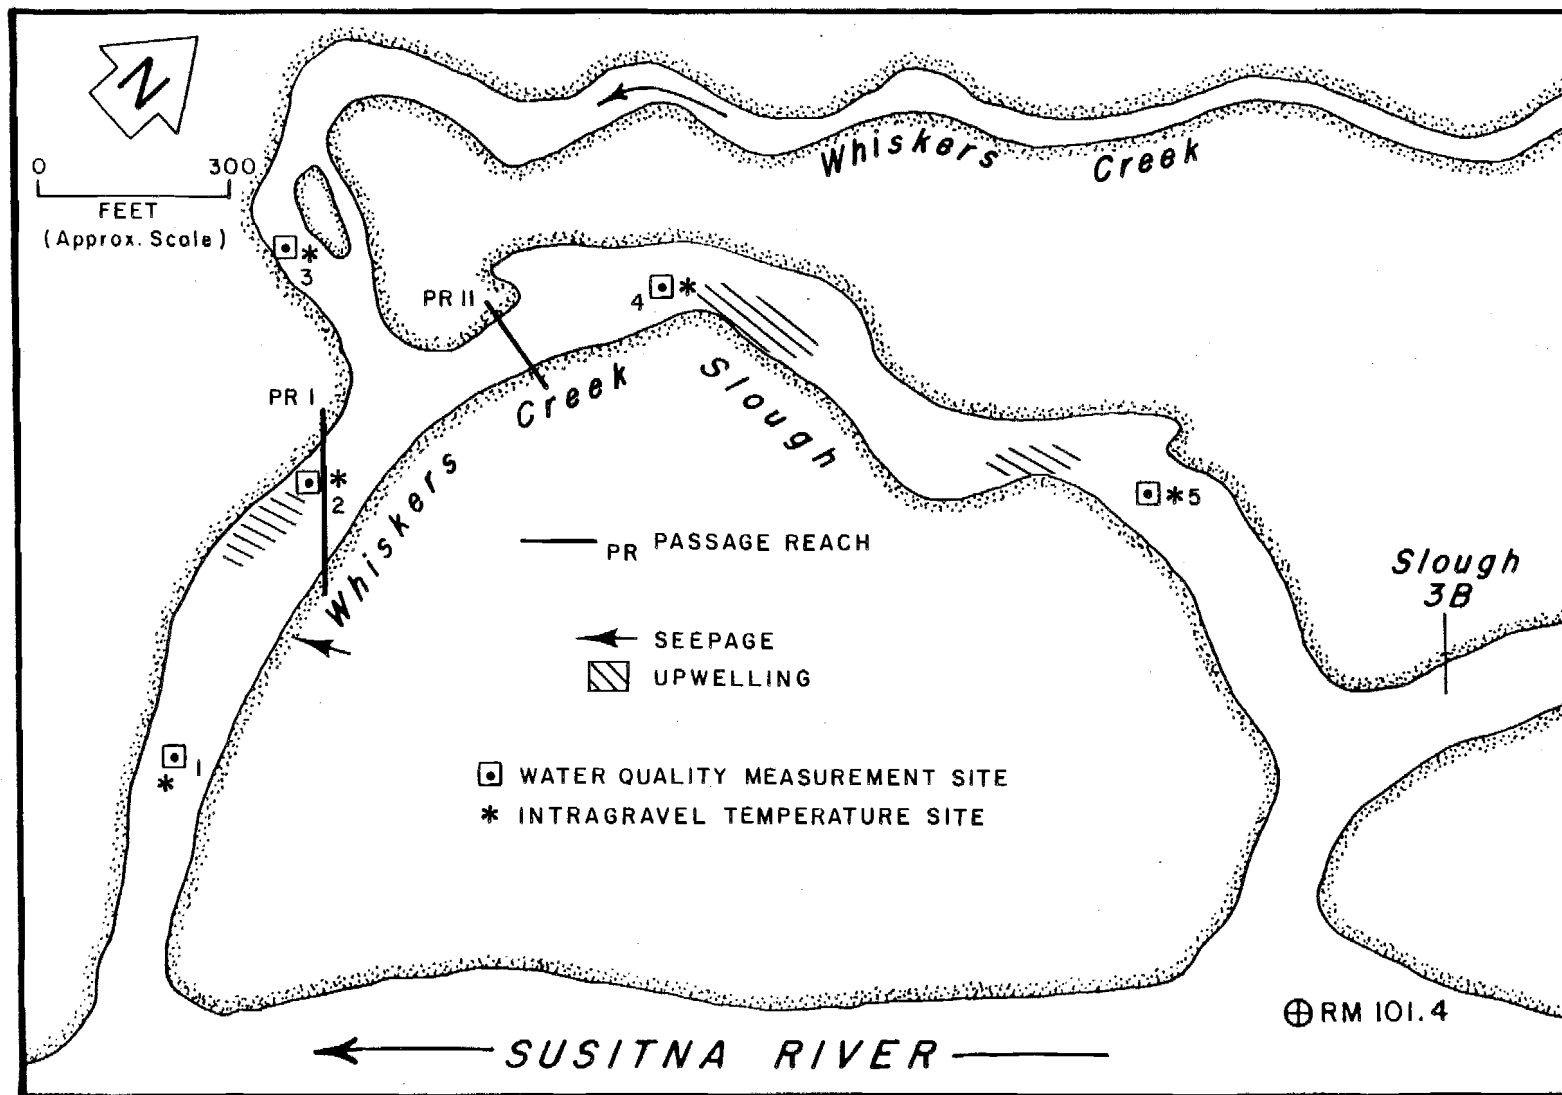 N
0 300
FEET
(Approx. Scale)
Whiskers Creek
3
PR II
4
PR I
Whiskers Creek Slough
2
5
PR PASSAGE REACH
Slough
3B
SEEPAGE
UPWELLING
1
WATER QUALITY MEASUREMENT SITE
* INTRAGRAVEL TEMPERATURE SITE
RM 101.4
SUSITNA RIVER